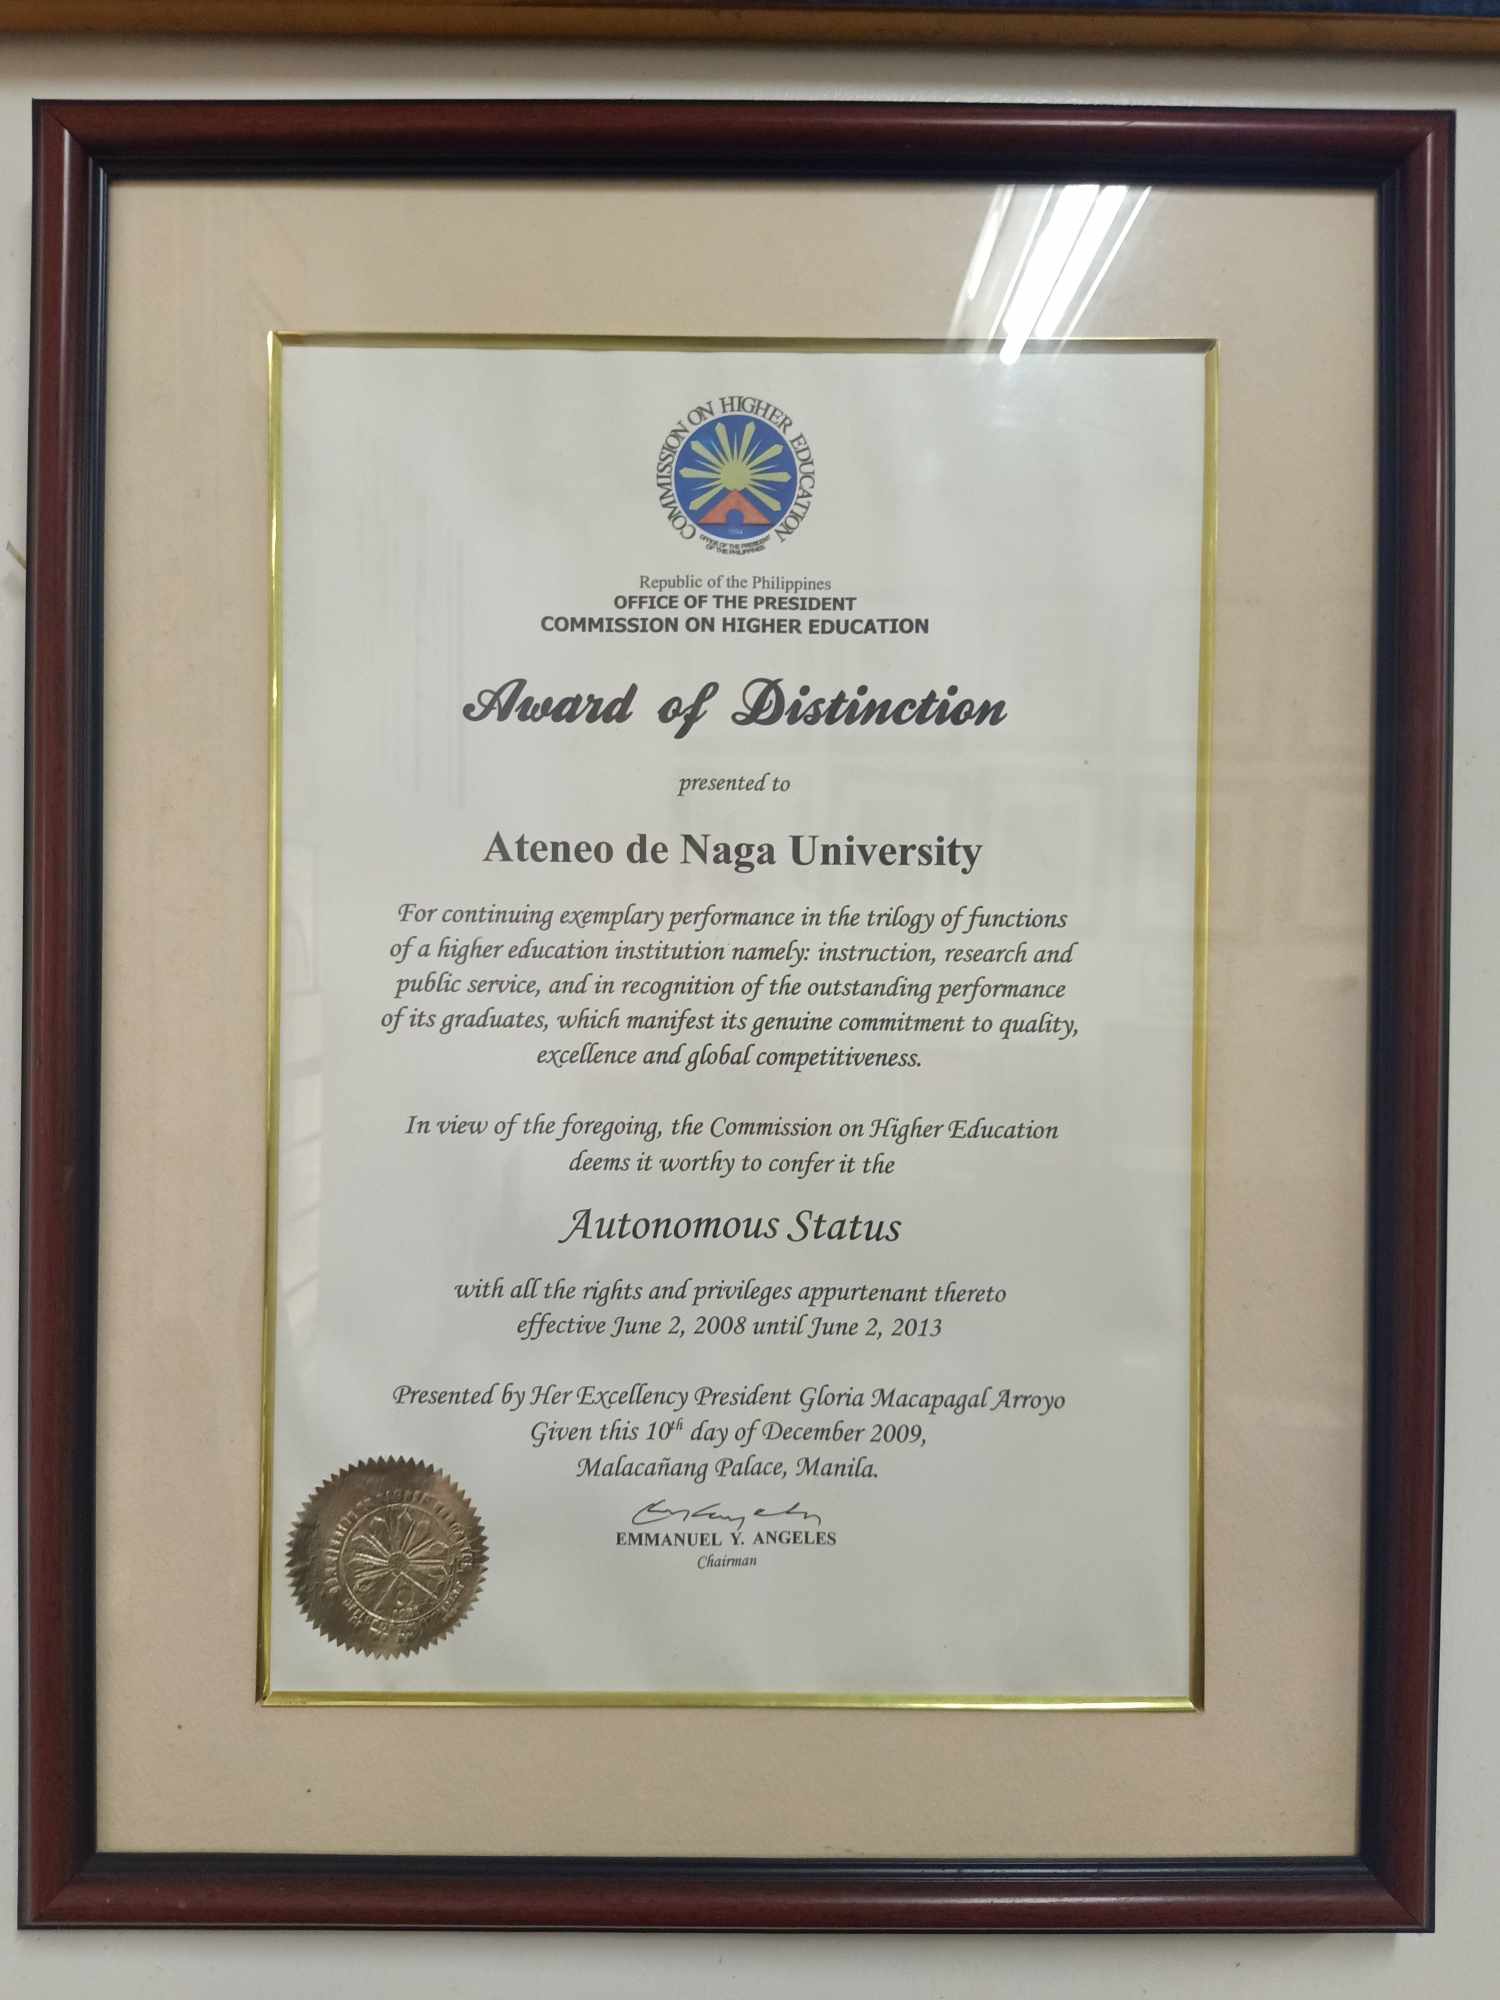 COMMISSION ON HIGHER EDUCATION
OFFICE OF THE PRESIDENT
OF THE PHILIPPINES
Republic of the Philippines
OFFICE OF THE PRESIDENT
COMMISSION ON HIGHER EDUCATION
Award of Distinction
presented to
Ateneo de Naga University
For continuing exemplary performance in the trilogy of functions
of a higher education institution namely: instruction, research and
public service, and in recognition of the outstanding performance
of its graduates, which manifest its genuine commitment to quality,
excellence and global competitiveness.
In view of the foregoing, the Commission on Higher Education
deems it worthy to confer it the
Autonomous Status
with all the rights and privileges appurtenant thereto
effective June 2, 2008 until June 2, 2013
Presented by Her Excellency President Gloria Macapagal Arroyo
Given this 10th day of December 2009,
Malacañang Palace, Manila.
EMMANUEL Y. ANGELES
Chairman